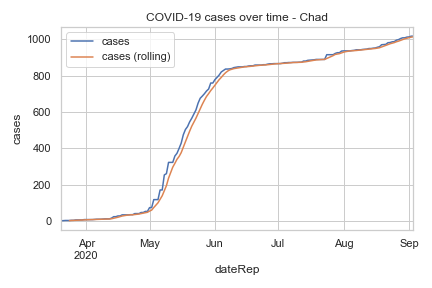 COVID-19 cases over time - Chad
cases
cases (rolling)
1000
800
600
400
200
0
cases
Apr May Jun Jul Aug Sep
2020
dateRep